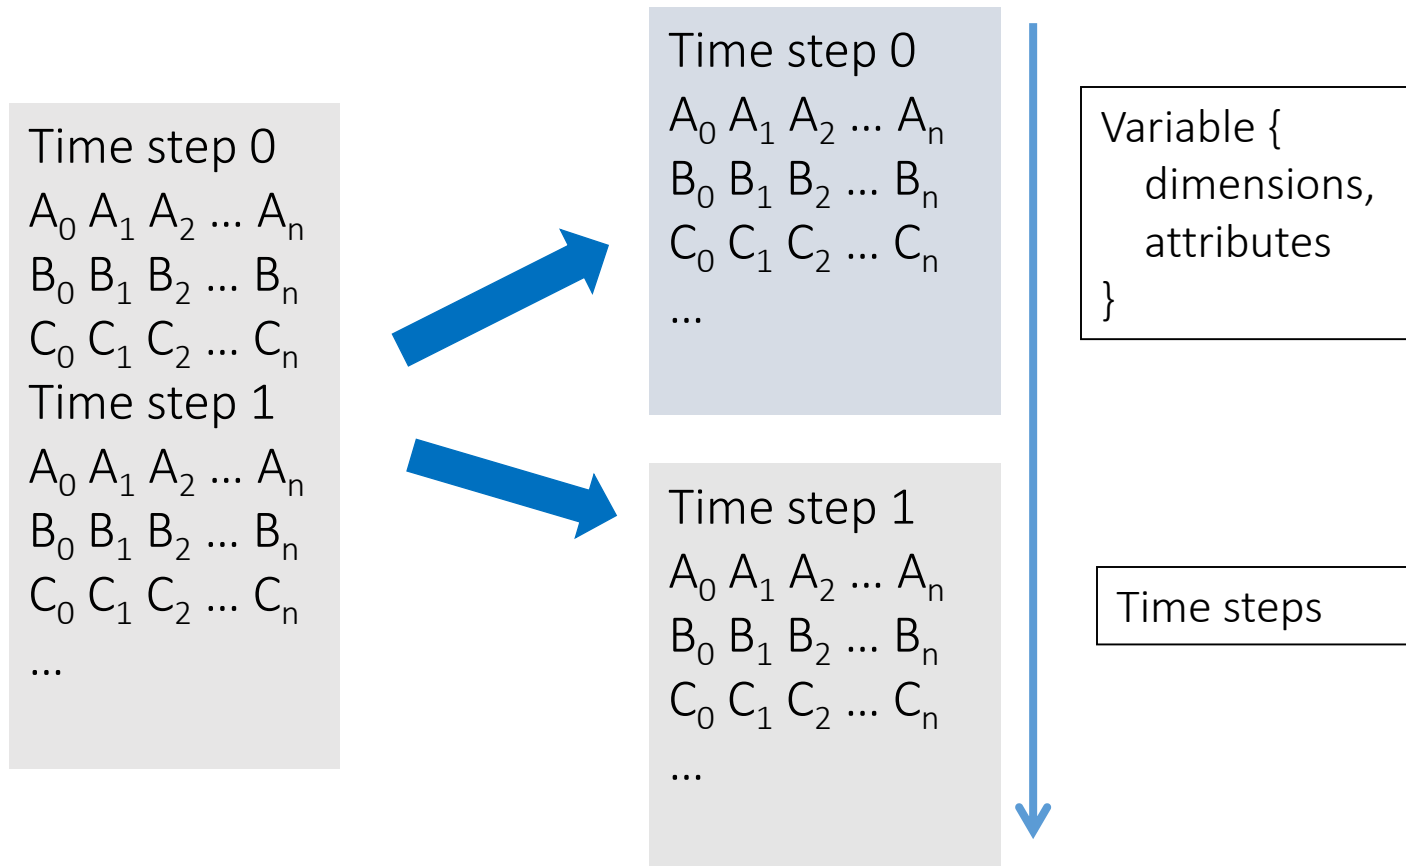 Time step 0
A₀ A₁ A₂ ... Aₙ
B₀ B₁ B₂ ... Bₙ
C₀ C₁ C₂ ... Cₙ
Time step 1
A₀ A₁ A₂ ... Aₙ
B₀ B₁ B₂ ... Bₙ
C₀ C₁ C₂ ... Cₙ
...
Time step 0
A₀ A₁ A₂ ... Aₙ
B₀ B₁ B₂ ... Bₙ
C₀ C₁ C₂ ... Cₙ
...
Time step 1
A₀ A₁ A₂ ... Aₙ
B₀ B₁ B₂ ... Bₙ
C₀ C₁ C₂ ... Cₙ
...
Variable {
dimensions,
attributes
}
Time steps